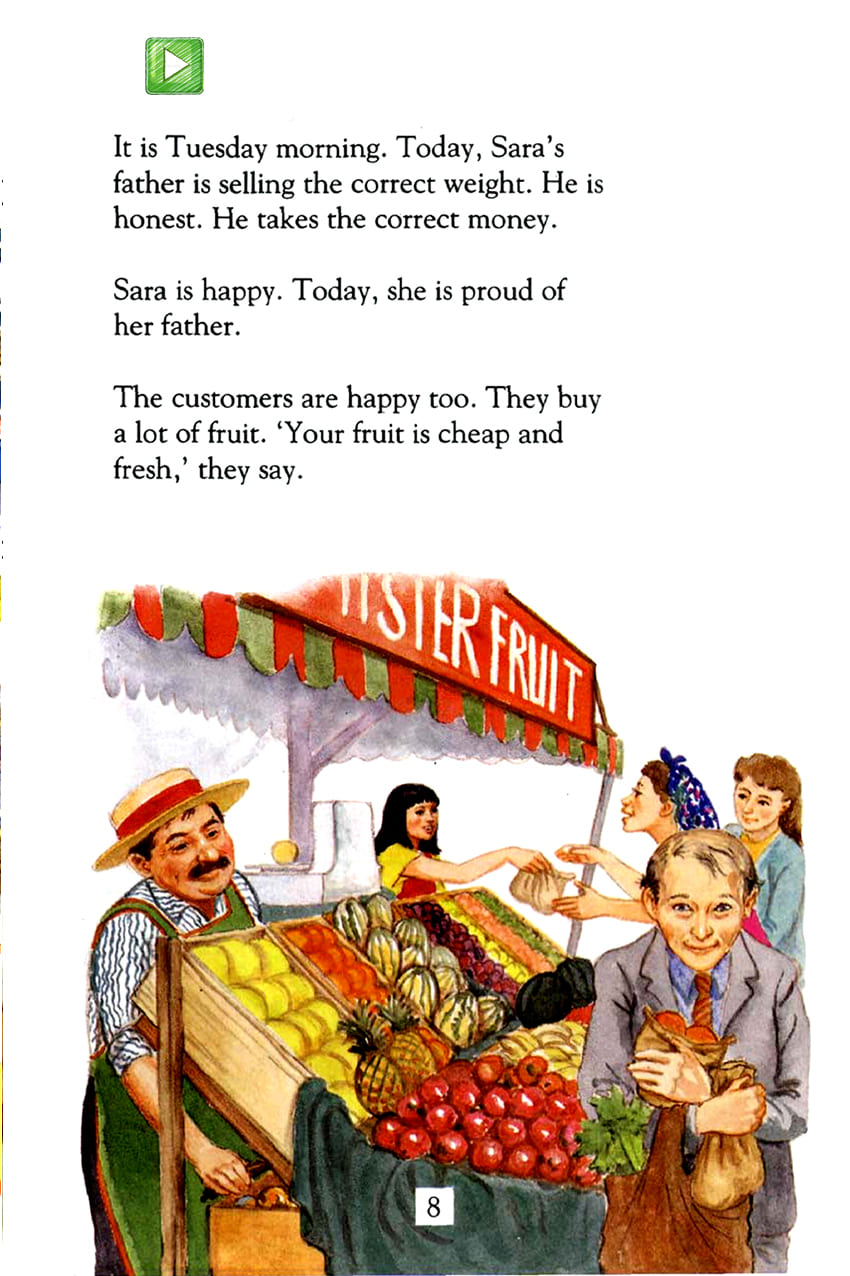 It is Tuesday morning. Today, Sara’s
father is selling the correct weight. He is
honest. He takes the correct money.
Sara is happy. Today, she is proud of
her father.
The customers are happy too. They buy
a lot of fruit. ‘Your fruit is cheap and
fresh,’ they say.
ISTER FRUIT
8